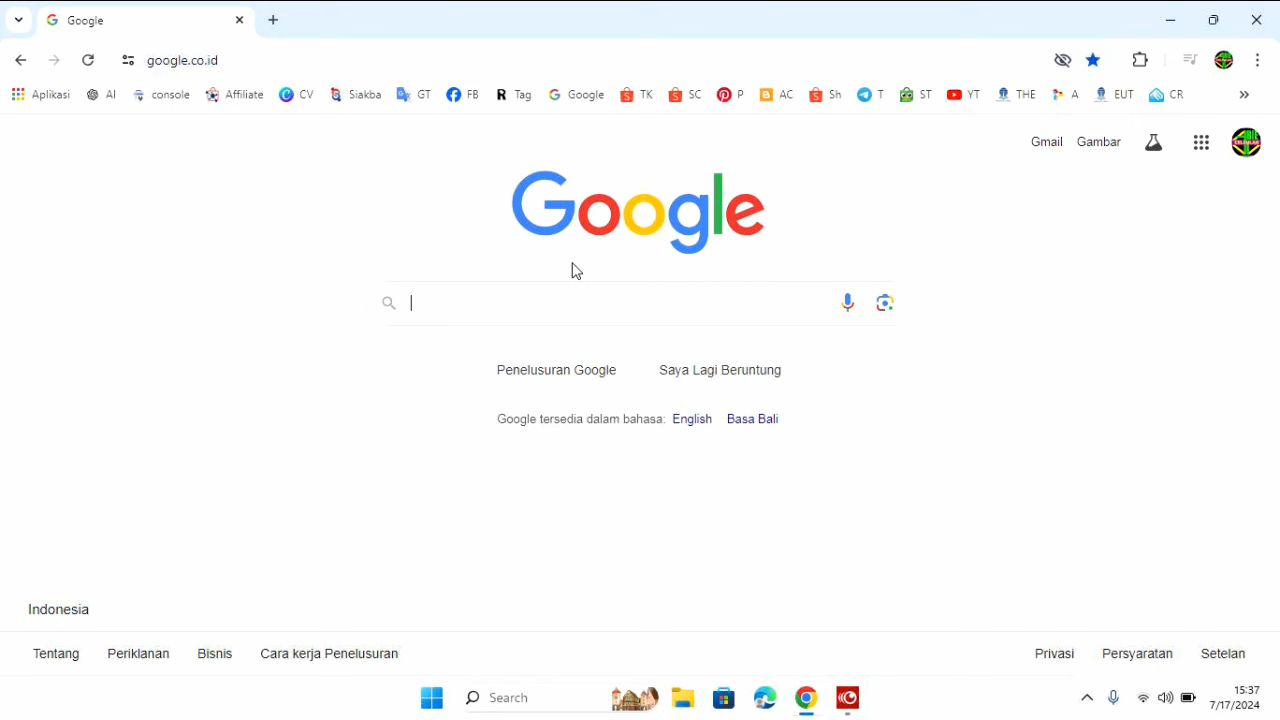 Google
google.co.id
Aplikasi AI console Affiliate CV Siakba GT FB Tag Google TK SC P AC Sh T ST YT THE A EUT CR
Gmail Gambar
Google
Penelusuran Google Saya Lagi Beruntung
Google tersedia dalam bahasa: English Basa Bali
Indonesia
Tentang Periklanan Bisnis Cara kerja Penelusuran Privasi Persyaratan Setelan
Search
15:37
7/17/2024